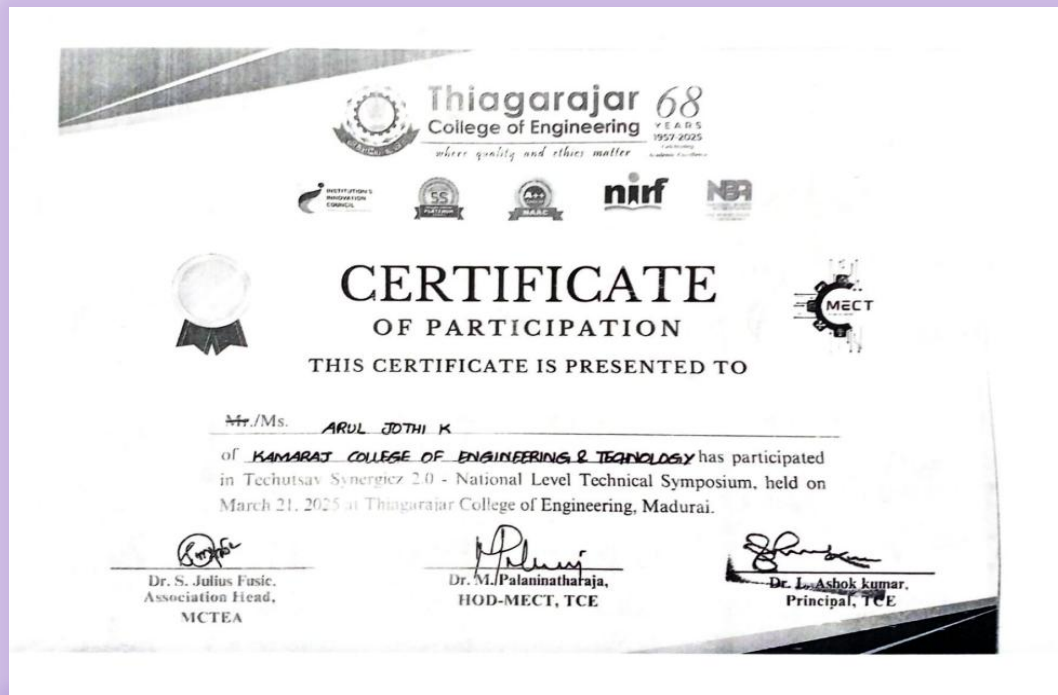 Thiagarajar
College of Engineering
where quality and ethics matter
68
YEARS
1957-2025
INSTITUTION'S
INNOVATION
COUNCIL
5S
A++
NAAC
nirf
NBA
CERTIFICATE
OF PARTICIPATION
MECT
THIS CERTIFICATE IS PRESENTED TO
Mr./Ms. ARUL JOTHI K
of KAMARAJ COLLEGE OF ENGINEERING & TECHNOLOGY has participated
in Techutsav Synergicz 2.0 - National Level Technical Symposium, held on
March 21, 2025 at Thiagarajar College of Engineering, Madurai.
Dr. S. Julius Fusic,
Association Head,
MCTEA
Dr. M. Palaninatharaja,
HOD-MECT, TCE
Dr. L. Ashok kumar,
Principal, TCE